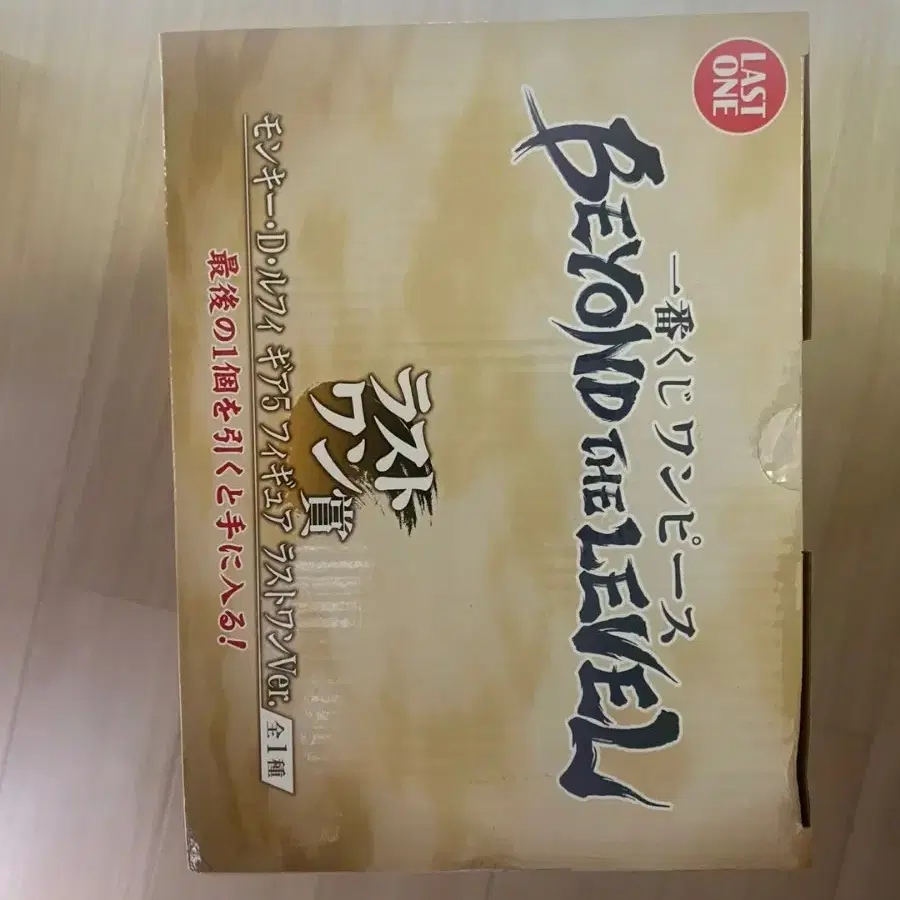 LAST
ONE
一番くじ ワンピース
BEYOND THE LEVEL
ラスト
ワン賞
モンキー・D・ルフィ ギア5 フィギュア ラストワンVer. 全1種
最後の1個を引くと手に入る!